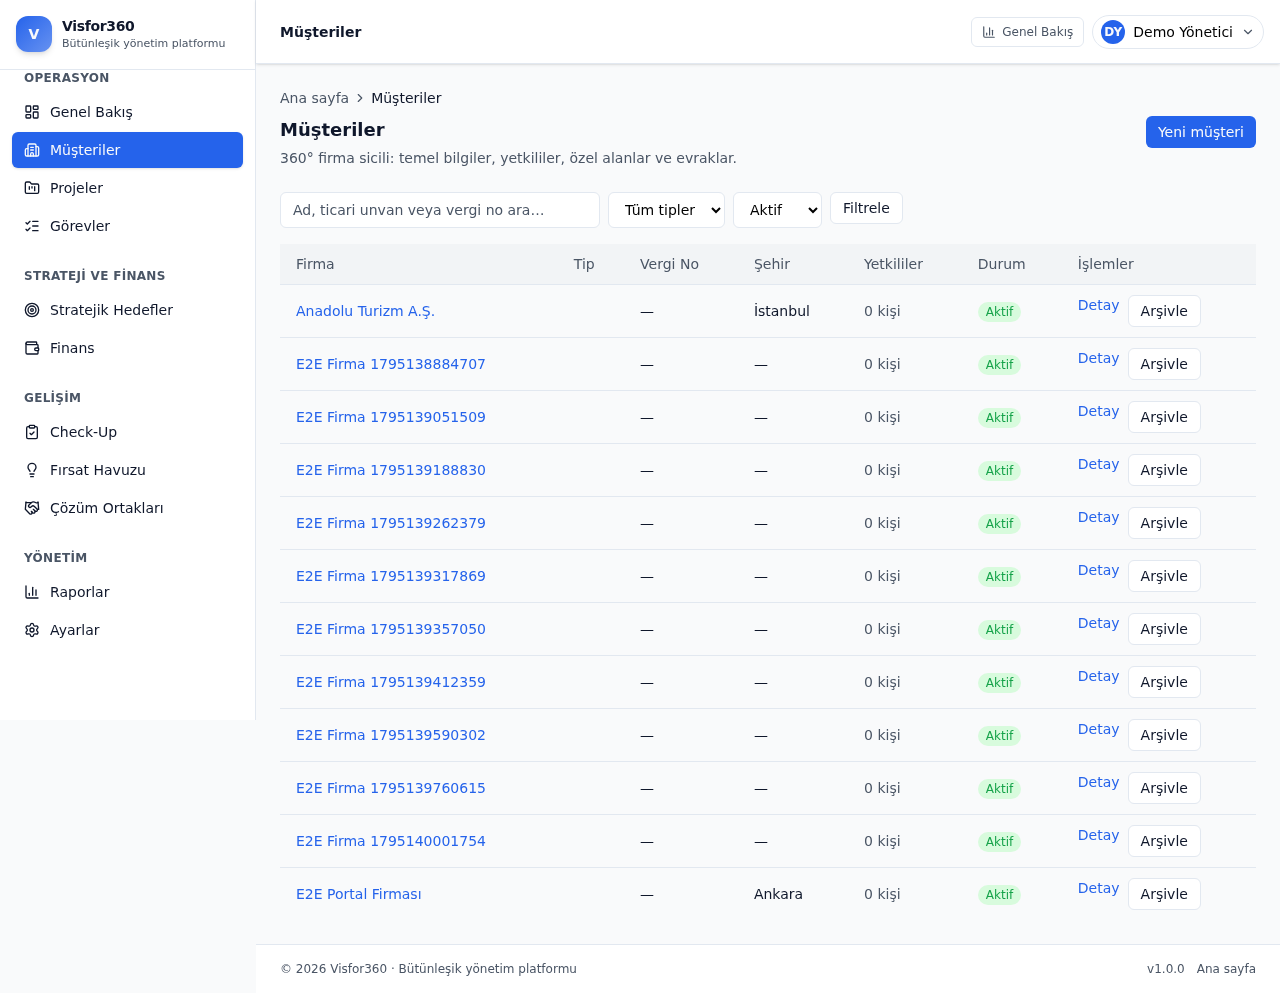 V
Visfor360
Bütünleşik yönetim platformu
OPERASYON
Genel Bakış
Müşteriler
Projeler
Görevler
STRATEJİ VE FİNANS
Stratejik Hedefler
Finans
GELİŞİM
Check-Up
Fırsat Havuzu
Çözüm Ortakları
YÖNETİM
Raporlar
Ayarlar
Müşteriler
Genel Bakış
DY Demo Yönetici
Ana sayfa > Müşteriler
Müşteriler
Yeni müşteri
360° firma sicili: temel bilgiler, yetkililer, özel alanlar ve evraklar.
Ad, ticari unvan veya vergi no ara… Tüm tipler Aktif Filtrele
Firma Tip Vergi No Şehir Yetkililer Durum İşlemler
Anadolu Turizm A.Ş. — İstanbul 0 kişi Aktif Detay Arşivle
E2E Firma 1795138884707 — — 0 kişi Aktif Detay Arşivle
E2E Firma 1795139051509 — — 0 kişi Aktif Detay Arşivle
E2E Firma 1795139188830 — — 0 kişi Aktif Detay Arşivle
E2E Firma 1795139262379 — — 0 kişi Aktif Detay Arşivle
E2E Firma 1795139317869 — — 0 kişi Aktif Detay Arşivle
E2E Firma 1795139357050 — — 0 kişi Aktif Detay Arşivle
E2E Firma 1795139412359 — — 0 kişi Aktif Detay Arşivle
E2E Firma 1795139590302 — — 0 kişi Aktif Detay Arşivle
E2E Firma 1795139760615 — — 0 kişi Aktif Detay Arşivle
E2E Firma 1795140001754 — — 0 kişi Aktif Detay Arşivle
E2E Portal Firması — Ankara 0 kişi Aktif Detay Arşivle
© 2026 Visfor360 · Bütünleşik yönetim platformu
v1.0.0 Ana sayfa